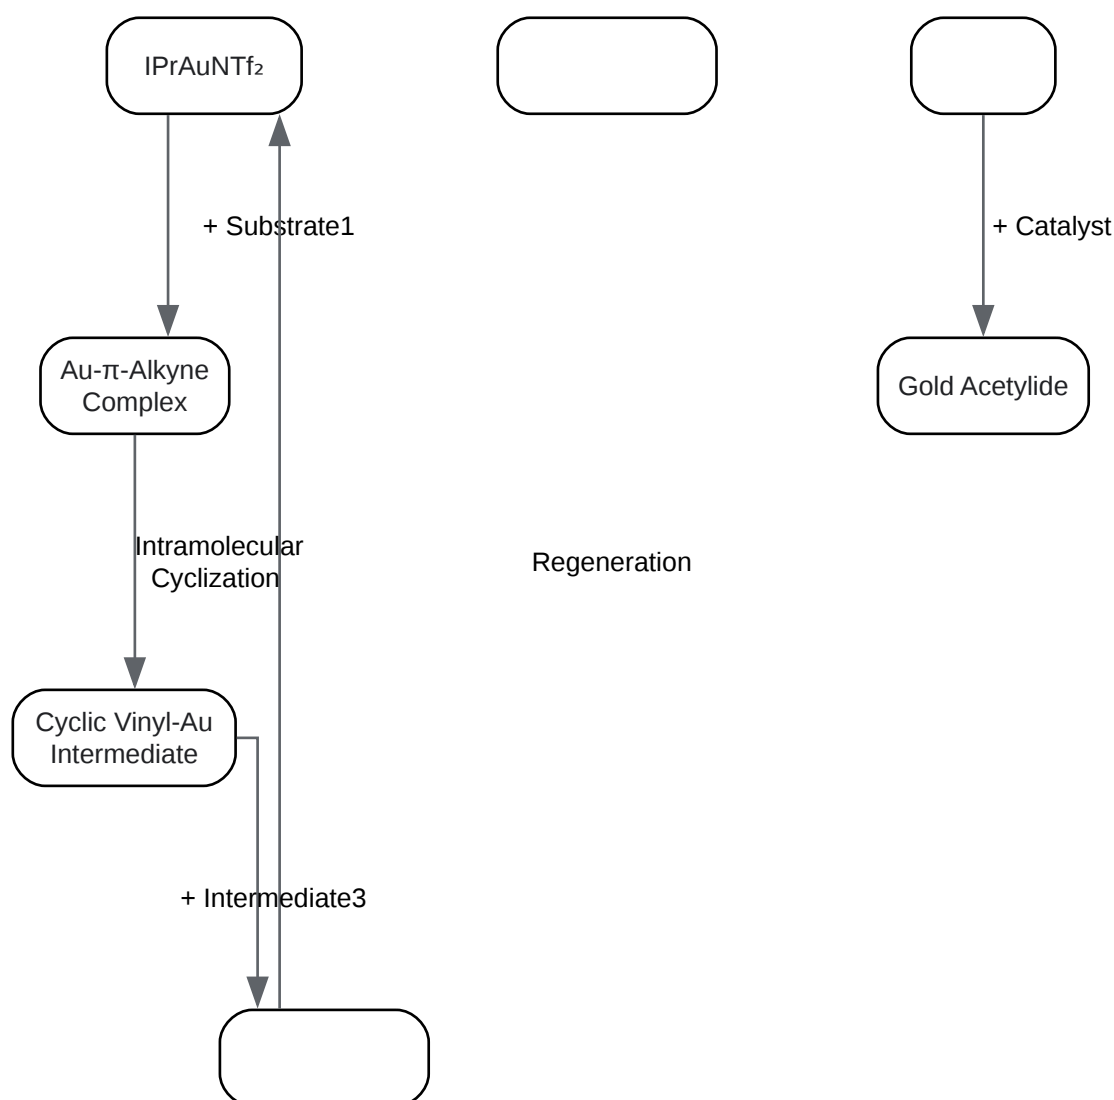 IPrAuNTf₂
+ Substrate1
+ Catalyst
Au-π-Alkyne
Complex
Gold Acetylide
Intramolecular
Cyclization
Regeneration
Cyclic Vinyl-Au
Intermediate
+ Intermediate3